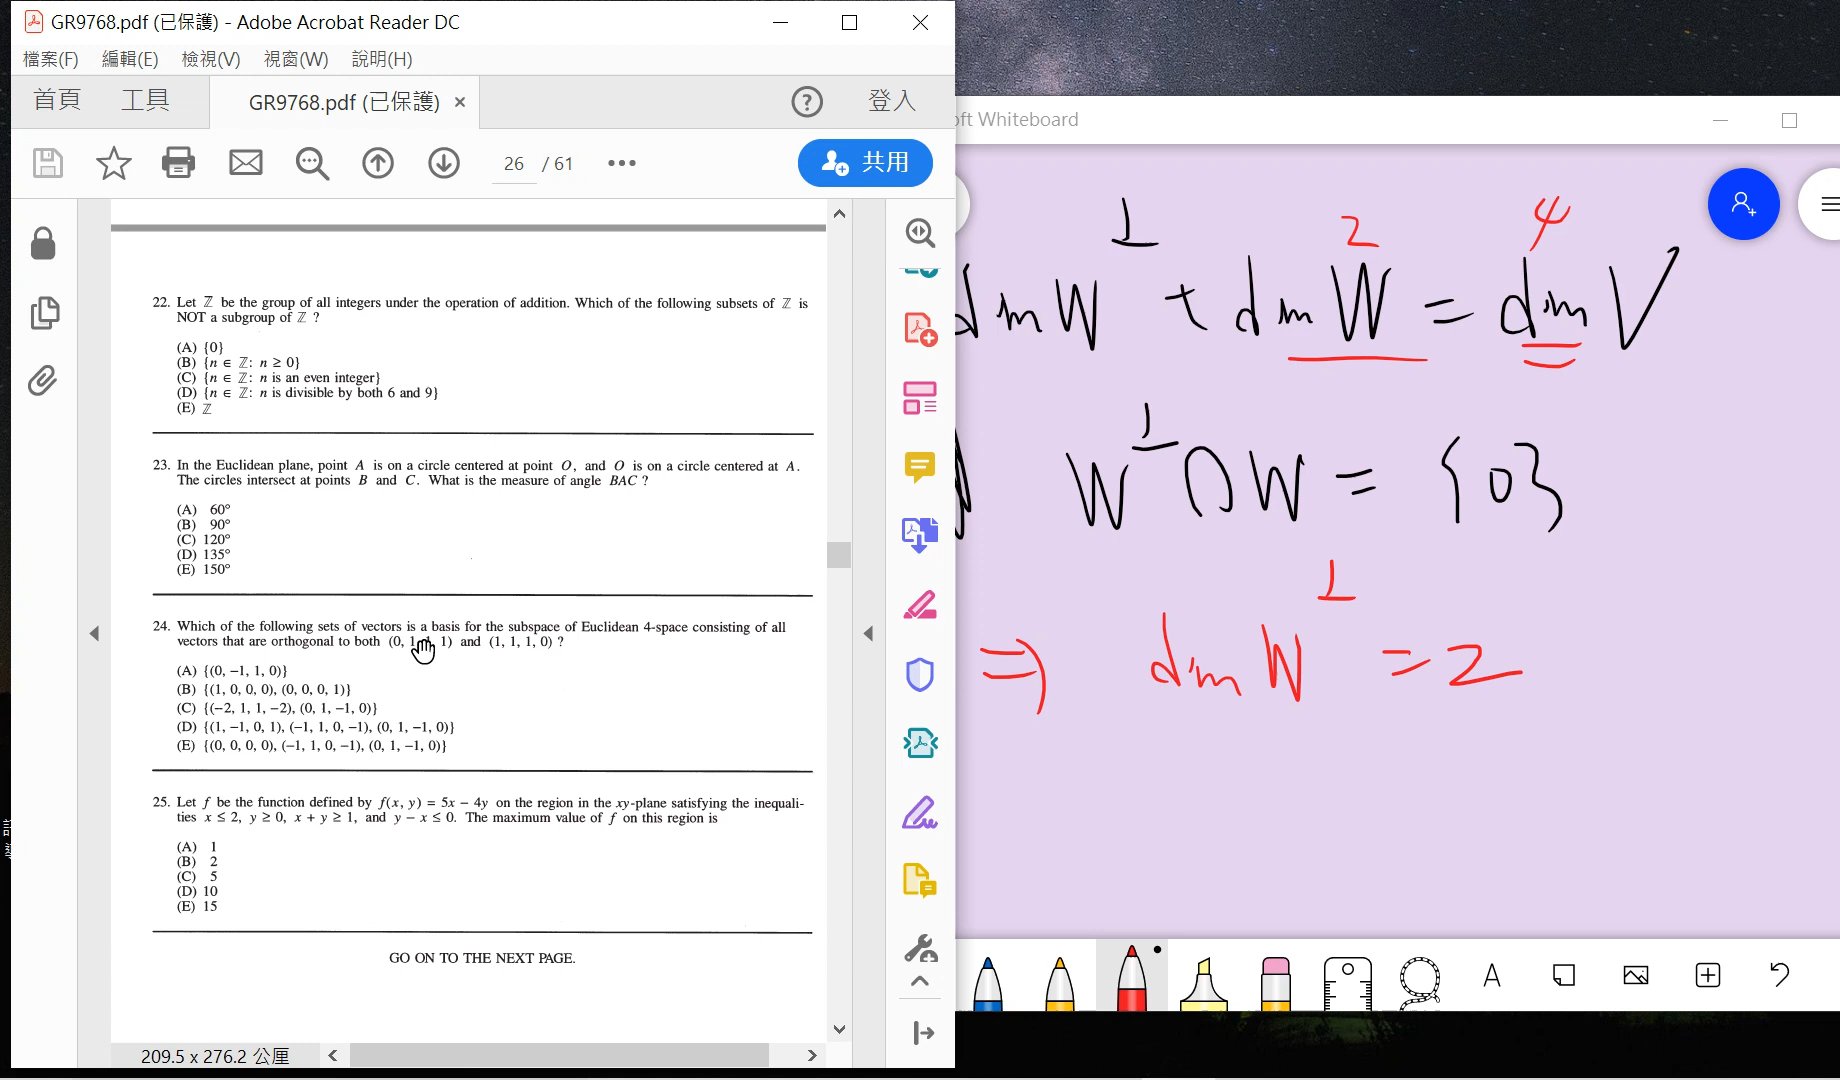 GR9768.pdf (已保護) - Adobe Acrobat Reader DC
檔案(F) 編輯(E) 檢視(V) 視窗(W) 說明(H)
首頁 工具 GR9768.pdf (已保護) × 登入
26 / 61 共用
22. Let ℤ be the group of all integers under the operation of addition. Which of the following subsets of ℤ is
NOT a subgroup of ℤ ?
(A) {0}
(B) {n ∈ ℤ: n ≥ 0}
(C) {n ∈ ℤ: n is an even integer}
(D) {n ∈ ℤ: n is divisible by both 6 and 9}
(E) ℤ
23. In the Euclidean plane, point A is on a circle centered at point O, and O is on a circle centered at A.
The circles intersect at points B and C. What is the measure of angle BAC ?
(A) 60°
(B) 90°
(C) 120°
(D) 135°
(E) 150°
24. Which of the following sets of vectors is a basis for the subspace of Euclidean 4-space consisting of all
vectors that are orthogonal to both (0, 1, 1, 1) and (1, 1, 1, 0) ?
(A) {(0, −1, 1, 0)}
(B) {(1, 0, 0, 0), (0, 0, 0, 1)}
(C) {(−2, 1, 1, −2), (0, 1, −1, 0)}
(D) {(1, −1, 0, 1), (−1, 1, 0, −1), (0, 1, −1, 0)}
(E) {(0, 0, 0, 0), (−1, 1, 0, −1), (0, 1, −1, 0)}
25. Let f be the function defined by f(x, y) = 5x − 4y on the region in the xy-plane satisfying the inequali-
ties x ≤ 2, y ≥ 0, x + y ≥ 1, and y − x ≤ 0. The maximum value of f on this region is
(A) 1
(B) 2
(C) 5
(D) 10
(E) 15
GO ON TO THE NEXT PAGE.
209.5 x 276.2 公厘
oft Whiteboard
2 4
dim W⊥ + dim W = dim V
W⊥ ∩ W = {0}
⇒ dim W⊥ = 2
A